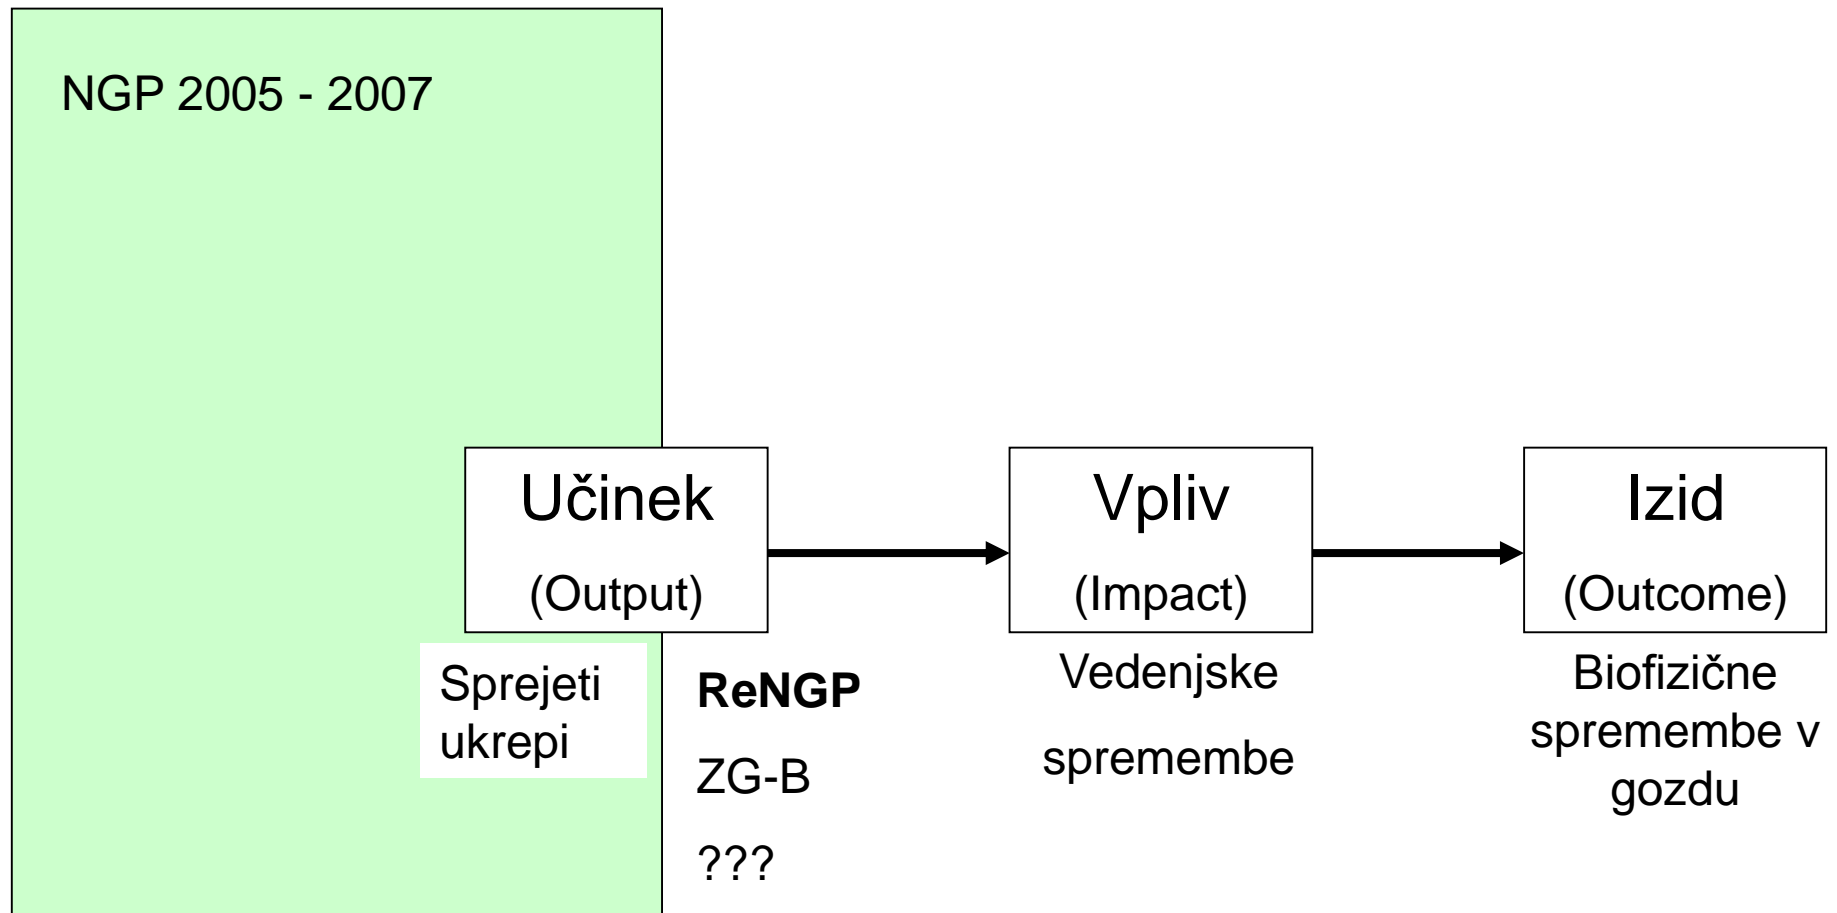 NGP 2005 - 2007
Učinek
(Output)
Sprejeti
ukrepi
ReNGP
ZG-B
???
Vpliv
(Impact)
Vedenjske
spremembe
Izid
(Outcome)
Biofizične
spremembe v
gozdu